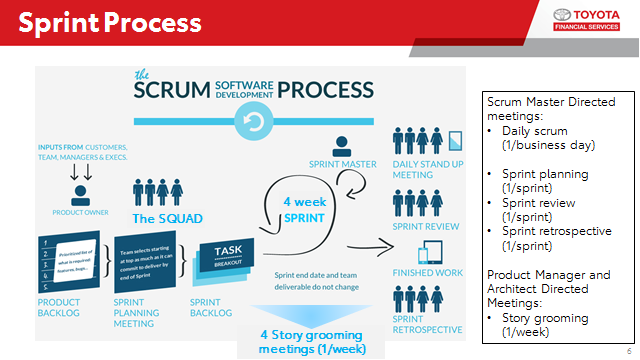 Sprint Process
TOYOTA
FINANCIAL SERVICES
the
SCRUM SOFTWARE DEVELOPMENT PROCESS
INPUTS FROM CUSTOMERS,
TEAM, MANAGERS & EXECS.
PRODUCT OWNER
The SQUAD
1
2
3
4
5
Prioritized list of
what is required:
features, bugs...
PRODUCT
BACKLOG
Team selects starting
at top as much as it can
commit to deliver by
end of Sprint
SPRINT
PLANNING
MEETING
TASK
BREAKOUT
SPRINT
BACKLOG
4 week
SPRINT
SPRINT MASTER
Sprint end date and team
deliverable do not change
4 Story grooming
meetings (1/week)
DAILY STAND UP
MEETING
SPRINT REVIEW
FINISHED WORK
SPRINT
RETROSPECTIVE
Scrum Master Directed
meetings:
• Daily scrum
(1/business day)
• Sprint planning
(1/sprint)
• Sprint review
(1/sprint)
• Sprint retrospective
(1/sprint)
Product Manager and
Architect Directed
Meetings:
• Story grooming
(1/week)
6